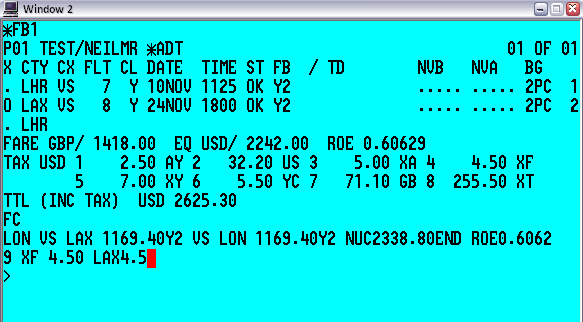 Window 2
*FB1
P01 TEST/NEILMR *ADT 01 OF 01
X CTY CX FLT CL DATE TIME ST FB / TD NVB NVA BG
. LHR VS 7 Y 10NOV 1125 OK Y2 ..... ..... 2PC 1
O LAX VS 8 Y 24NOV 1800 OK Y2 ..... ..... 2PC 2
. LHR
FARE GBP/ 1418.00 EQ USD/ 2242.00 ROE 0.60629
TAX USD 1 2.50 AY 2 32.20 US 3 5.00 XA 4 4.50 XF
5 7.00 XY 6 5.50 YC 7 71.10 GB 8 255.50 XT
TTL (INC TAX) USD 2625.30
FC
LON VS LAX 1169.40Y2 VS LON 1169.40Y2 NUC2338.80END ROE0.6062
9 XF 4.50 LAX4.5
>